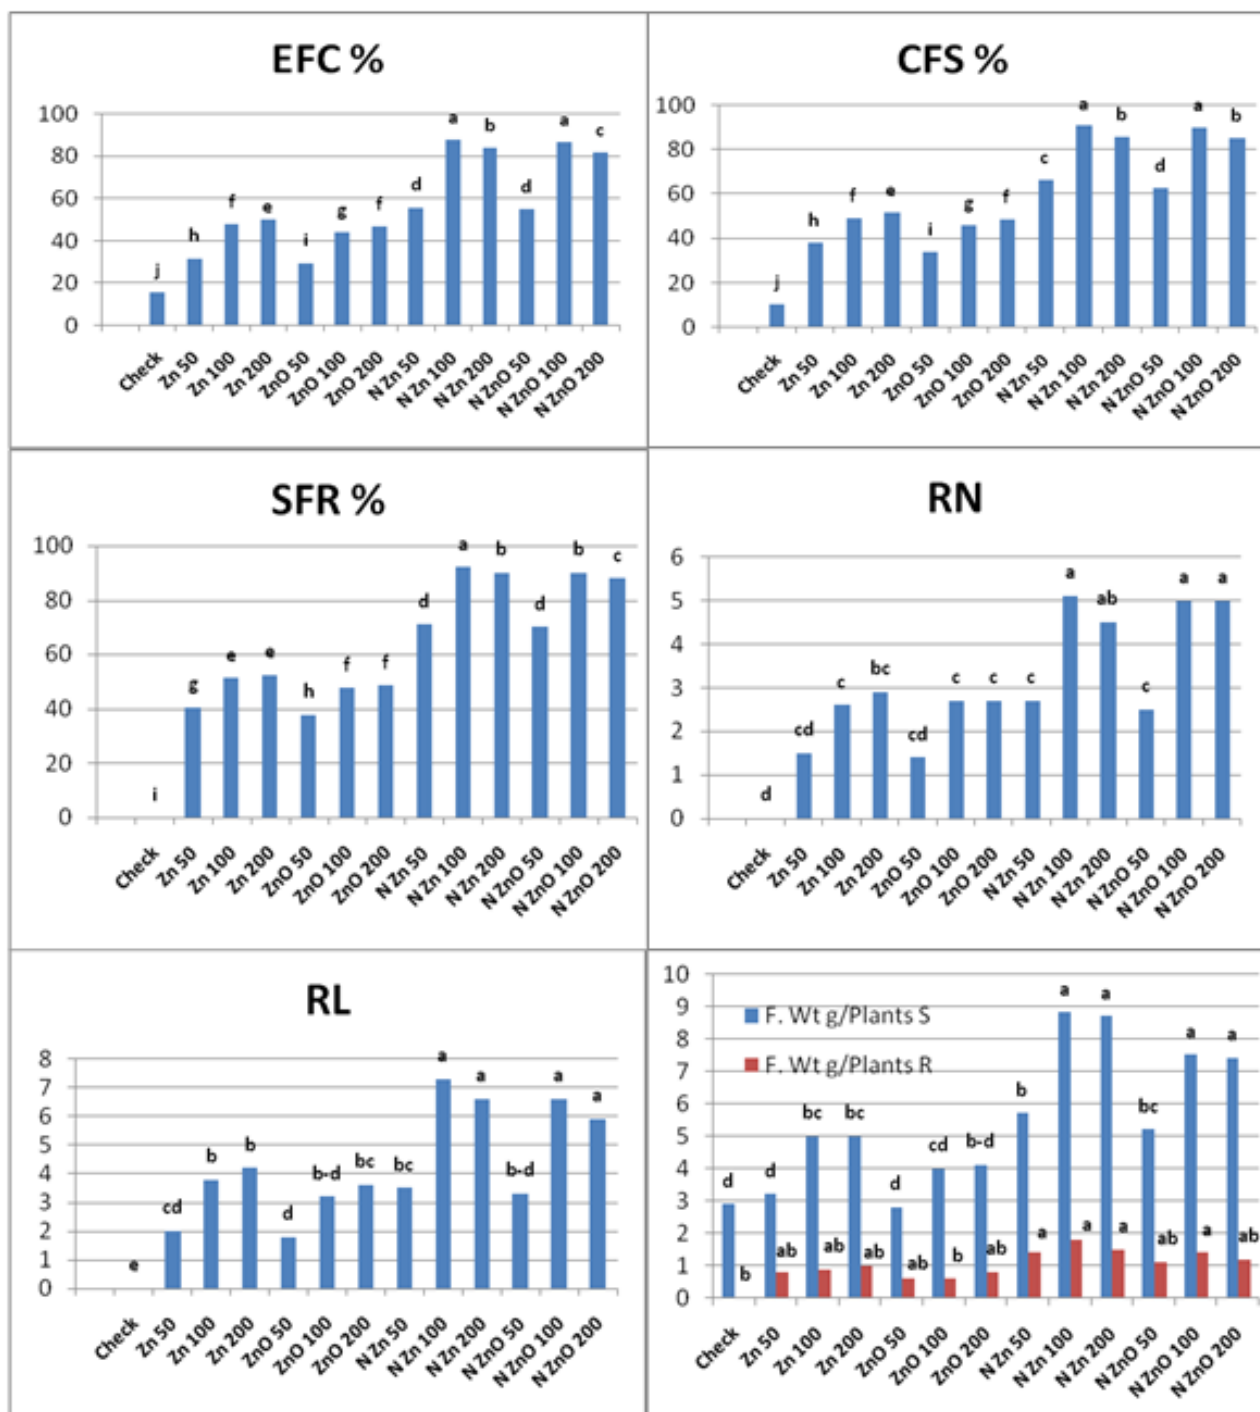 EFC %
100
80
60
40
20
0
j h f e i g f d a b d a c
Check Zn 50 Zn 100 Zn 200 ZnO 50 ZnO 100 ZnO 200 N Zn 50 N Zn 100 N Zn 200 N ZnO 50 N ZnO 100 N ZnO 200
CFS %
100
80
60
40
20
0
j h f e i g f c a b d a b
Check Zn 50 Zn 100 Zn 200 ZnO 50 ZnO 100 ZnO 200 N Zn 50 N Zn 100 N Zn 200 N ZnO 50 N ZnO 100 N ZnO 200
SFR %
100
80
60
40
20
0
i g e e h f f d a b d b c
Check Zn 50 Zn 100 Zn 200 ZnO 50 ZnO 100 ZnO 200 N Zn 50 N Zn 100 N Zn 200 N ZnO 50 N ZnO 100 N ZnO 200
RN
6
5
4
3
2
1
0
d cd c bc cd c c c a ab c a a
Check Zn 50 Zn 100 Zn 200 ZnO 50 ZnO 100 ZnO 200 N Zn 50 N Zn 100 N Zn 200 N ZnO 50 N ZnO 100 N ZnO 200
RL
8
7
6
5
4
3
2
1
0
e cd b b d b-d bc bc a a b-d a a
Check Zn 50 Zn 100 Zn 200 ZnO 50 ZnO 100 ZnO 200 N Zn 50 N Zn 100 N Zn 200 N ZnO 50 N ZnO 100 N ZnO 200
10
9
8
7
6
5
4
3
2
1
0
F. Wt g/Plants S
F. Wt g/Plants R
d d bc bc d cd b-d b a a bc a a
b ab ab ab ab b ab a a a ab a ab
Check Zn 50 Zn 100 Zn 200 ZnO 50 ZnO 100 ZnO 200 N Zn 50 N Zn 100 N Zn 200 N ZnO 50 N ZnO 100 N ZnO 200